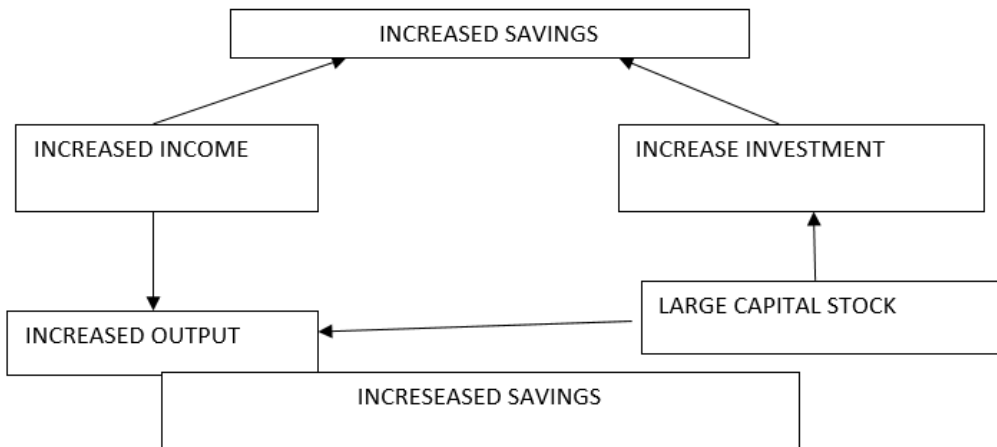 INCREASED SAVINGS
INCREASED INCOME
INCREASE INVESTMENT
LARGE CAPITAL STOCK
INCREASED OUTPUT
INCRESEASED SAVINGS